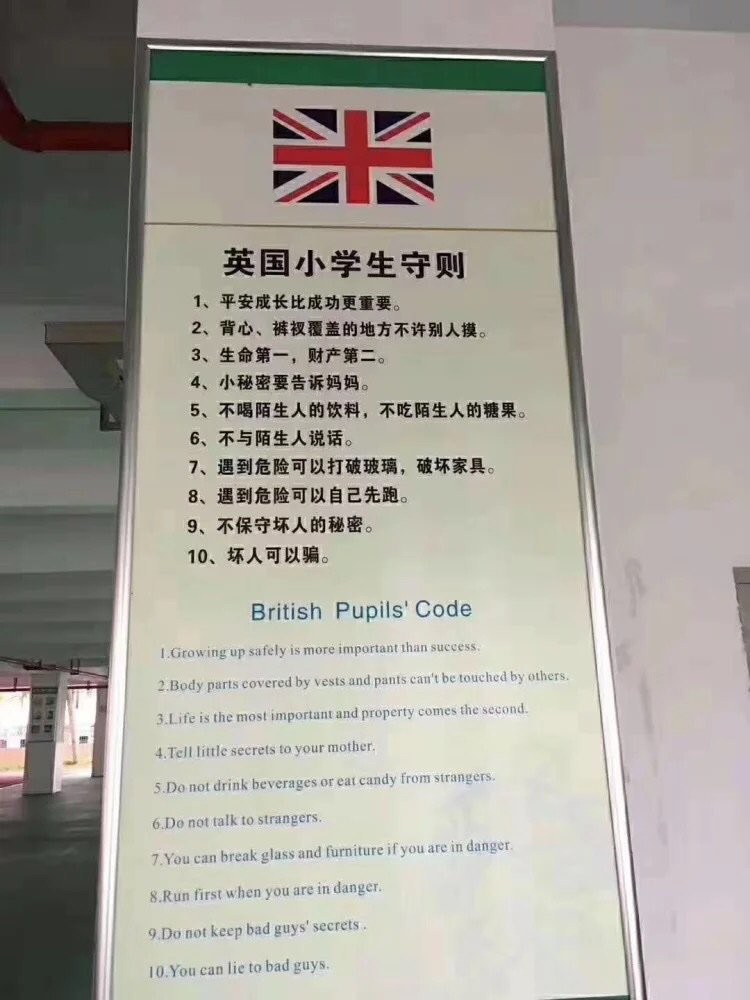 英国小学生守则
1、平安成长比成功更重要。
2、背心、裤衩覆盖的地方不许别人摸。
3、生命第一，财产第二。
4、小秘密要告诉妈妈。
5、不喝陌生人的饮料，不吃陌生人的糖果。
6、不与陌生人说话。
7、遇到危险可以打破玻璃，破坏家具。
8、遇到危险可以自己先跑。
9、不保守坏人的秘密。
10、坏人可以骗。
British Pupils' Code
1.Growing up safely is more important than success.
2.Body parts covered by vests and pants can't be touched by others.
3.Life is the most important and property comes the second.
4.Tell little secrets to your mother.
5.Do not drink beverages or eat candy from strangers.
6.Do not talk to strangers.
7.You can break glass and furniture if you are in danger.
8.Run first when you are in danger.
9.Do not keep bad guys' secrets .
10.You can lie to bad guys.